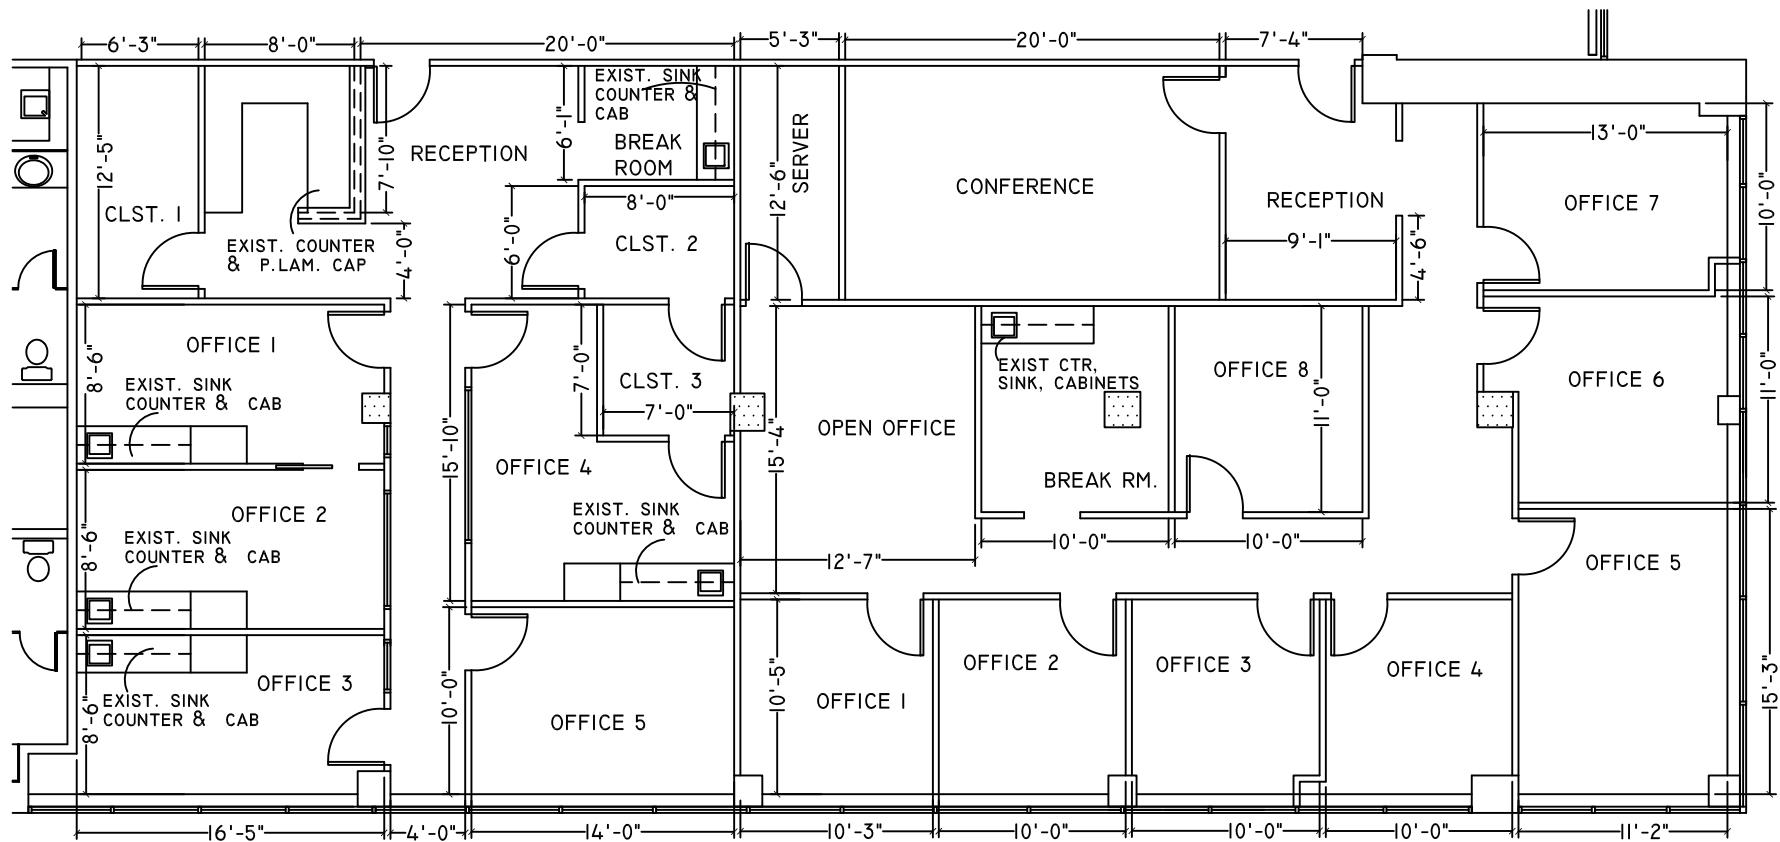 6'-3"
8'-0"
20'-0"
5'-3"
20'-0"
7'-4"
EXIST. SINK
COUNTER &
CAB
BREAK
ROOM
6'-1"
RECEPTION
7'-10"
12'-5"
CLST. 1
EXIST. COUNTER
& P.LAM. CAP
4'-0"
6'-0"
8'-0"
CLST. 2
12'-6"
SERVER
CONFERENCE
RECEPTION
9'-1"
4'-6"
13'-0"
OFFICE 7
10'-0"
OFFICE 1
8'-6"
EXIST. SINK
COUNTER & CAB
15'-10"
7'-0"
CLST. 3
7'-0"
OFFICE 4
EXIST. SINK
COUNTER & CAB
15'-4"
OPEN OFFICE
EXIST CTR,
SINK, CABINETS
BREAK RM.
OFFICE 8
11'-0"
OFFICE 6
11'-0"
OFFICE 2
8'-6"
EXIST. SINK
COUNTER & CAB
12'-7"
10'-0"
10'-0"
OFFICE 5
15'-3"
OFFICE 3
8'-6"
EXIST. SINK
COUNTER & CAB
10'-0"
OFFICE 5
10'-5"
OFFICE 1
OFFICE 2
OFFICE 3
OFFICE 4
16'-5"
4'-0"
14'-0"
10'-3"
10'-0"
10'-0"
10'-0"
11'-2"